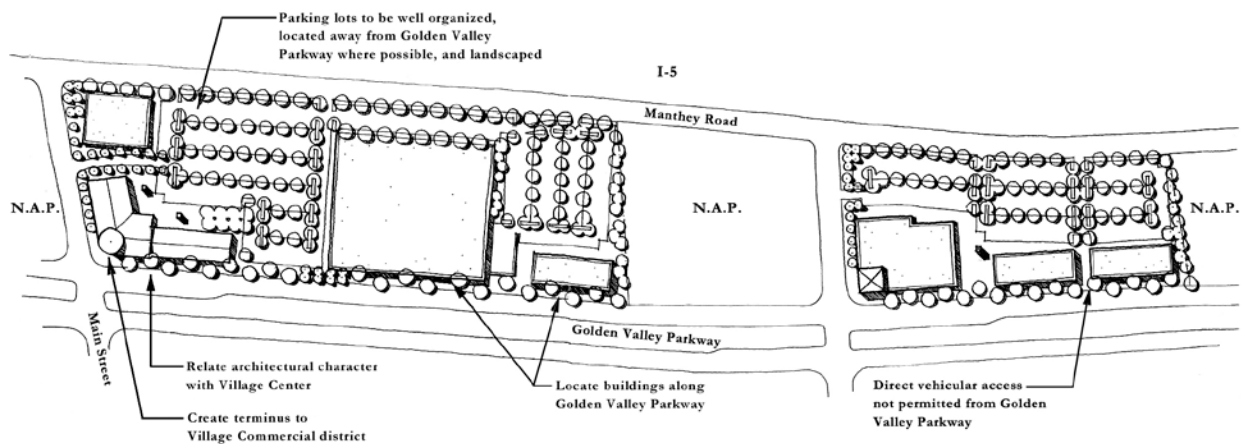 Parking lots to be well organized,
located away from Golden Valley
Parkway where possible, and landscaped
I-5
Manthey Road
N.A.P.
N.A.P.
N.A.P.
Golden Valley Parkway
Main Street
Relate architectural character
with Village Center
Create terminus to
Village Commercial district
Locate buildings along
Golden Valley Parkway
Direct vehicular access
not permitted from Golden
Valley Parkway